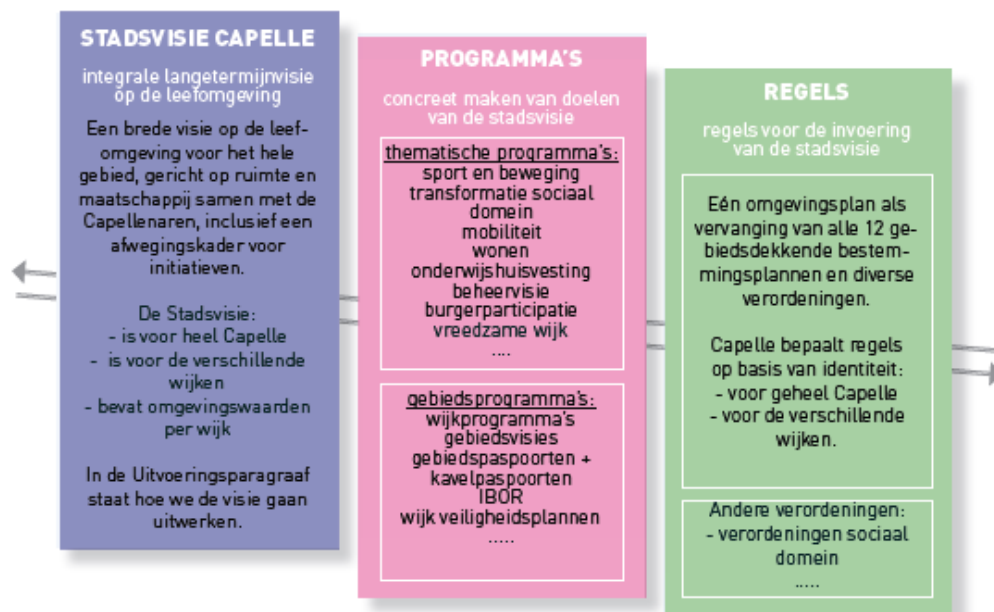 STADSVISIE CAPELLE
integrale langetermijnvisie
op de leefomgeving
Een brede visie op de leef-
omgeving voor het hele
gebied, gericht op ruimte en
maatschappij samen met de
Capellenaren, inclusief een
afwegingskader voor
initiatieven.
De Stadsvisie:
- is voor heel Capelle
- is voor de verschillende
wijken
- bevat omgevingswaarden
per wijk
In de Uitvoeringsparagraaf
staat hoe we de visie gaan
uitwerken.
PROGRAMMA'S
concreet maken van doelen
van de stadsvisie
thematische programma's:
sport en beweging
transformatie sociaal
domein
mobiliteit
wonen
onderwijshuisvesting
beheervisie
burgerparticipatie
vreedzame wijk
....
gebiedsprogramma's:
wijkprogramma's
gebiedsvisies
gebiedspaspoorten +
kavelpaspoorten
IBOR
wijk veiligheidsplannen
.....
REGELS
regels voor de invoering
van de stadsvisie
Eén omgevingsplan als
vervanging van alle 12 ge-
biedsdekkende bestem-
mingsplannen en diverse
verordeningen.
Capelle bepaalt regels
op basis van identiteit:
- voor geheel Capelle
- voor de verschillende
wijken.
Andere verordeningen:
- verordeningen sociaal
domein
.....